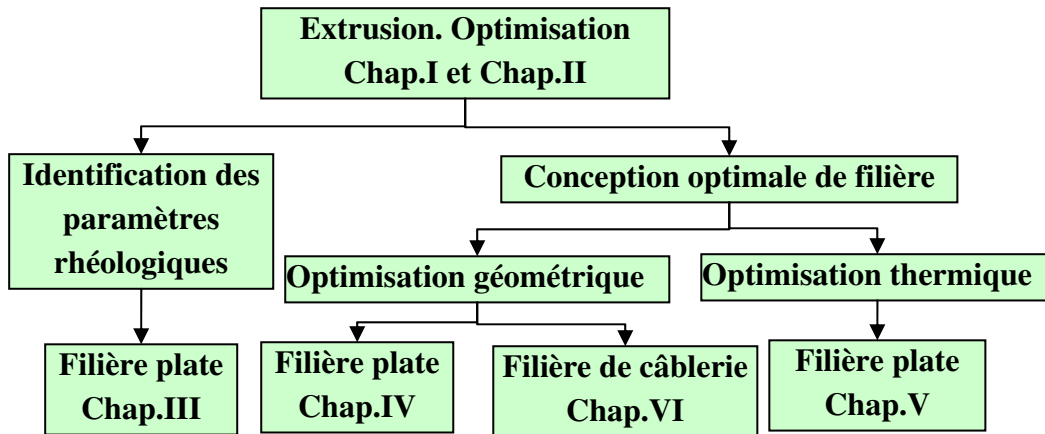 Extrusion. Optimisation
Chap.I et Chap.II
Identification des
paramètres
rhéologiques
Conception optimale de filière
Optimisation géométrique
Optimisation thermique
Filière plate
Chap.III
Filière plate
Chap.IV
Filière de câblerie
Chap.VI
Filière plate
Chap.V